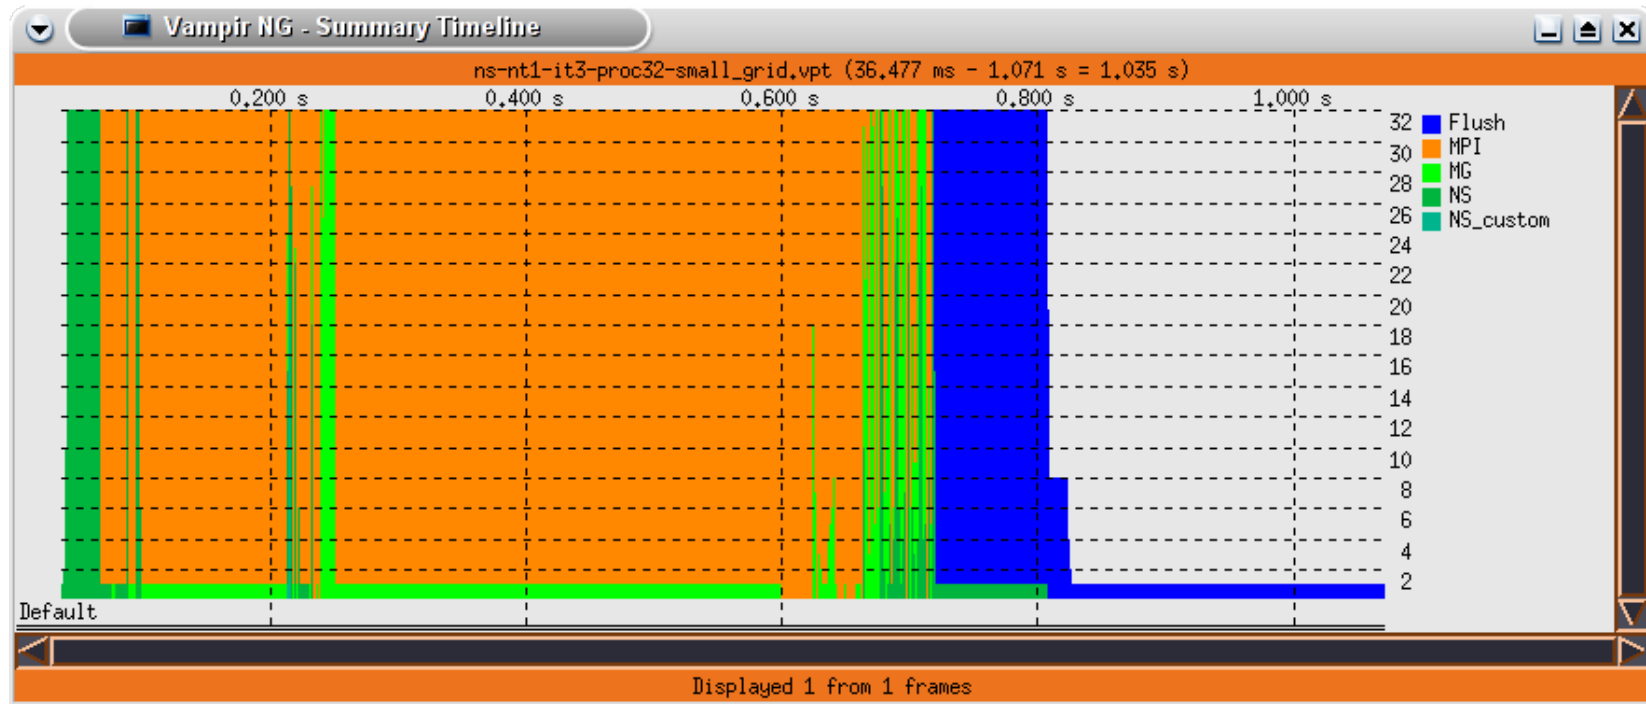 Vampir NG - Summary Timeline
ns-nt1-it3-proc32-small_grid.vpt (36.477 ms - 1.071 s = 1.035 s)
0.200 s 0.400 s 0.600 s 0.800 s 1.000 s
32 Flush
30 MPI
28 MG
26 NS
24 NS_custom
22
20
18
16
14
12
10
8
6
4
2
Default
Displayed 1 from 1 frames